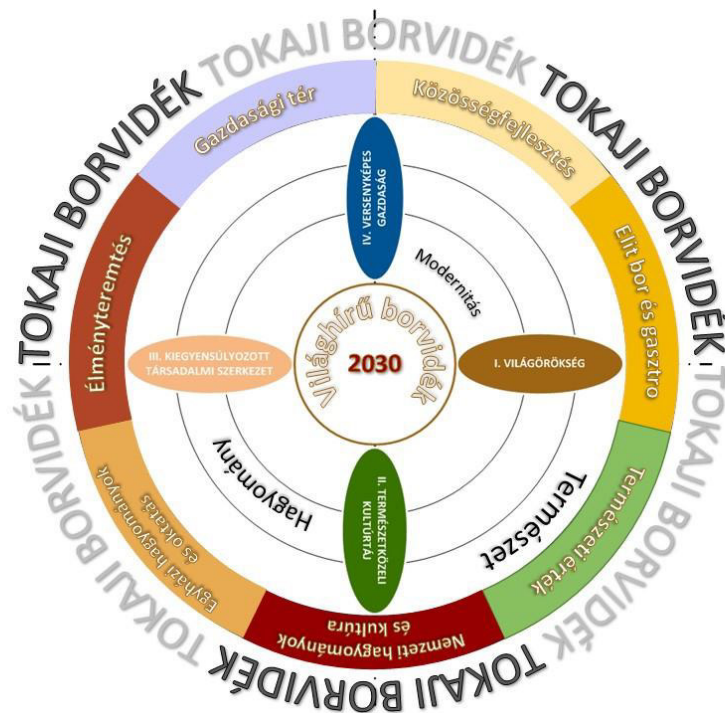 TOKAJI BORVIDÉK
TOKAJI BORVIDÉK
TOKAJI BORVIDÉK
TOKAJI BORVIDÉK
TOKAJI BORVIDÉK
TOKAJI BORVIDÉK
Gazdasági tér
Közösségfejlesztés
Elit bor és gasztro
Természeti érték
Nemzeti hagyományok
és kultúra
Egyházi hagyományok
és oktatás
Élményteremtés
IV. VERSENYKÉPES
GAZDASÁG
Modernitás
I. VILÁGÖRÖKSÉG
Természet
II. TERMÉSZETKÖZELI
KULTÚRTÁJ
Hagyomány
III. KIEGYENSÚLYOZOTT
TÁRSADALMI SZERKEZET
Világhírű borvidék
2030